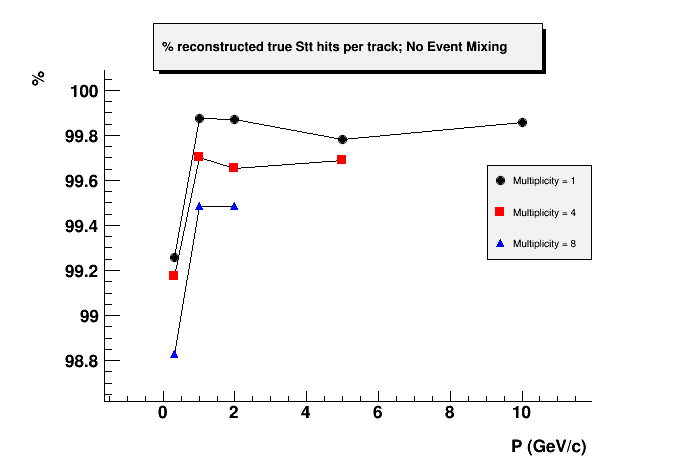 % reconstructed true Stt hits per track; No Event Mixing
%
100
99.8
99.6
99.4
99.2
99
98.8
Multiplicity = 1
Multiplicity = 4
Multiplicity = 8
0 2 4 6 8 10
P (GeV/c)